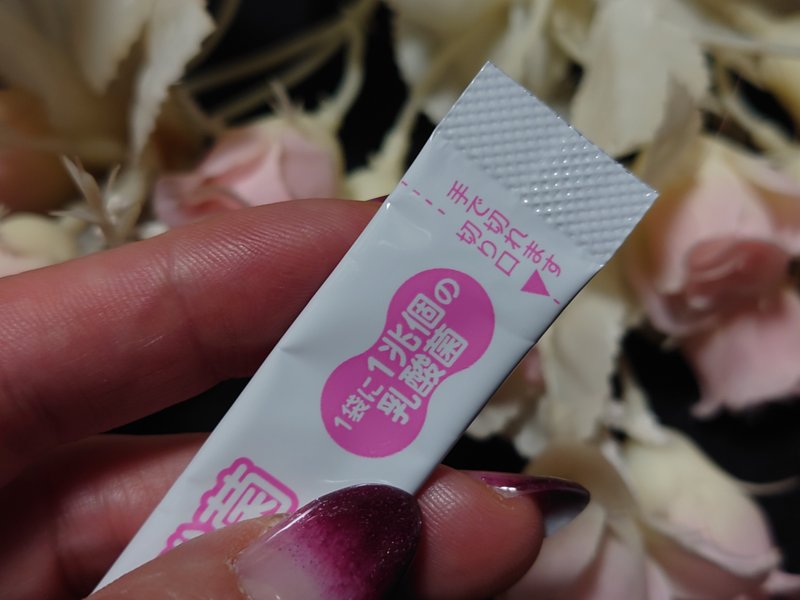 手で切れます
切り口▼
1袋に1兆個の
乳酸菌
菌